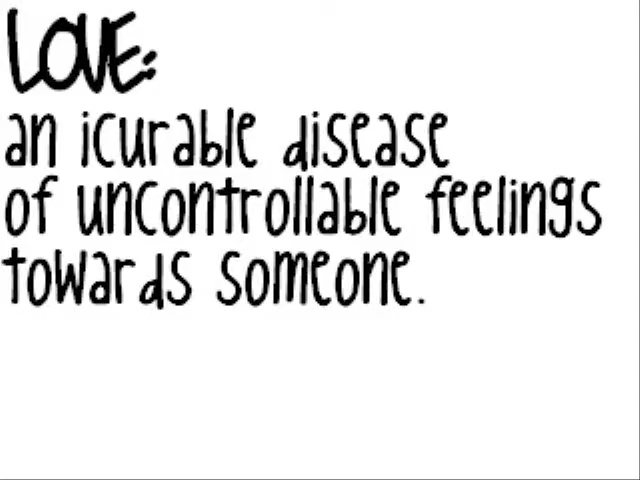 LOVE:
an icurable disease
of uncontrollable feelings
towards someone.